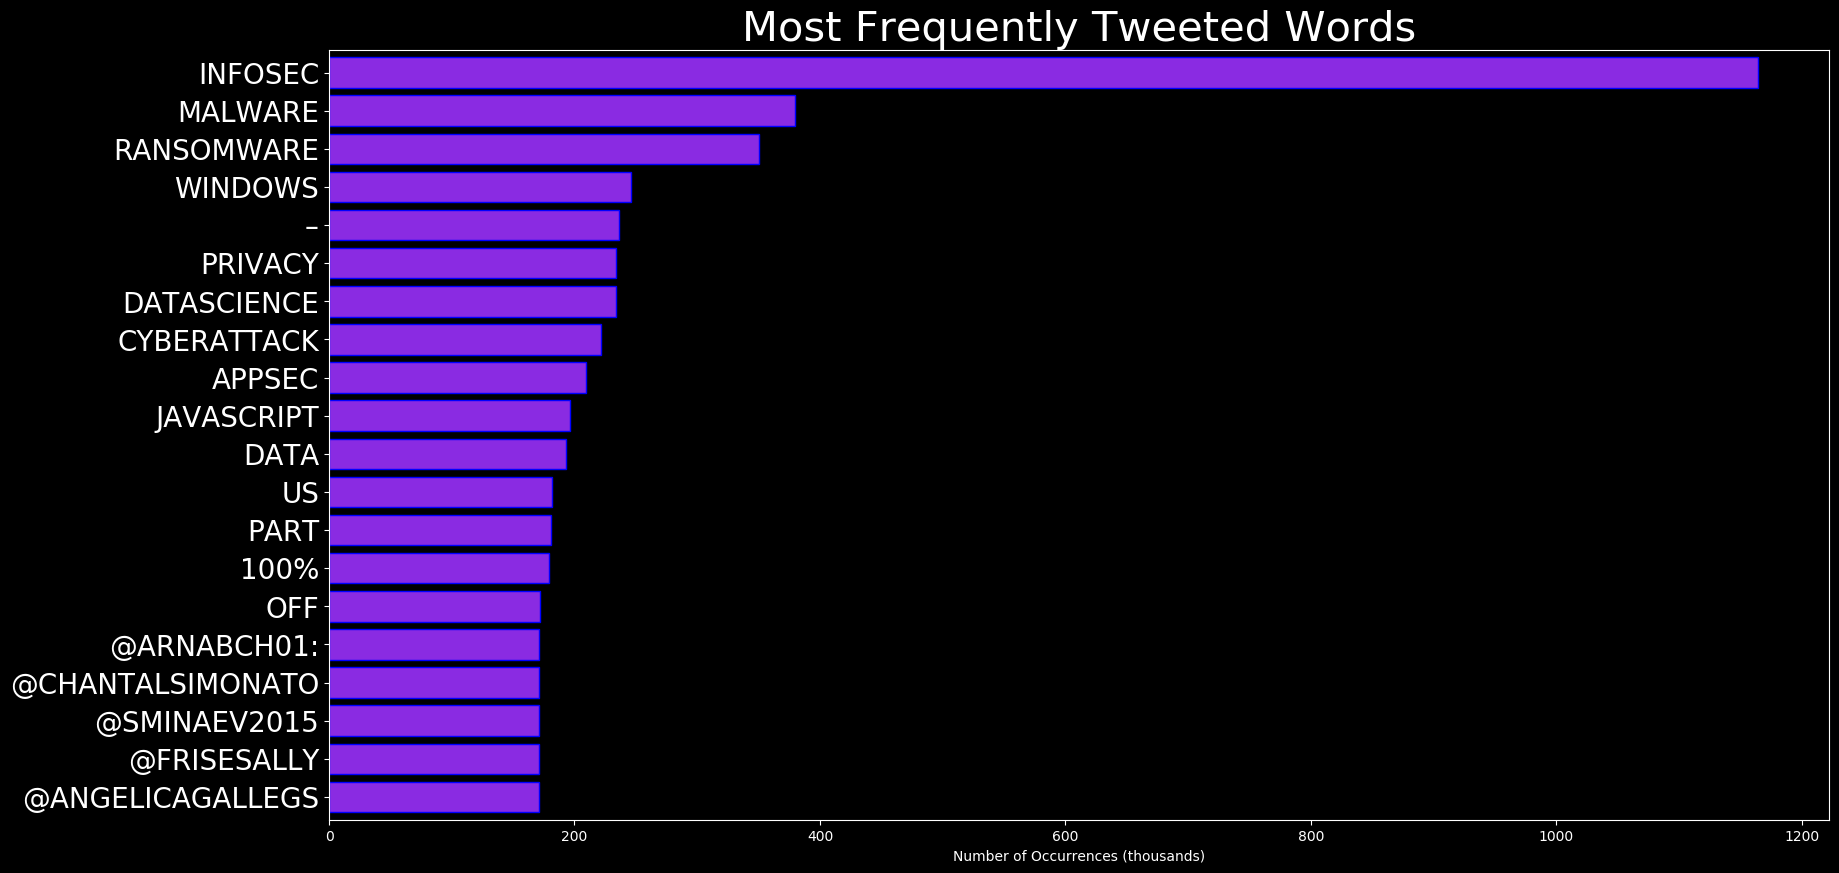 Most Frequently Tweeted Words
INFOSEC
MALWARE
RANSOMWARE
WINDOWS
–
PRIVACY
DATASCIENCE
CYBERATTACK
APPSEC
JAVASCRIPT
DATA
US
PART
100%
OFF
@ARNABCH01:
@CHANTALSIMONATO
@SMINAEV2015
@FRISESALLY
@ANGELICAGALLEGS
0 200 400 600 800 1000 1200
Number of Occurrences (thousands)